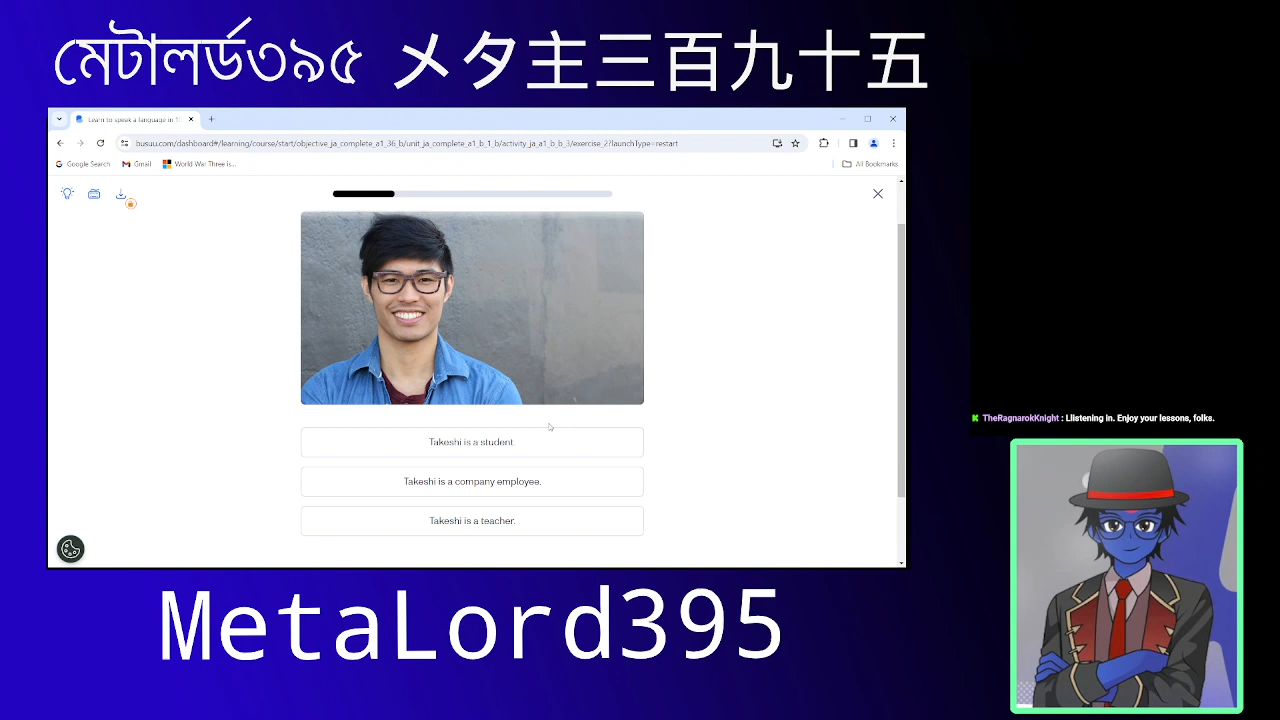 মেটালর্ড৩৯৫ メタ主三百九十五
Learn to speak a language in 10
busuu.com/dashboard#/learning/course/start/objective_ja_complete_a1_36_b/unit_ja_complete_a1_b_1_b/activity_ja_a1_b_b_3/exercise_2?launchType=restart
Google Search Gmail World War Three is... All Bookmarks
Takeshi is a student.
Takeshi is a company employee.
Takeshi is a teacher.
TheRagnarokKnight : LIistening in. Enjoy your lessons, folks.
MetaLord395